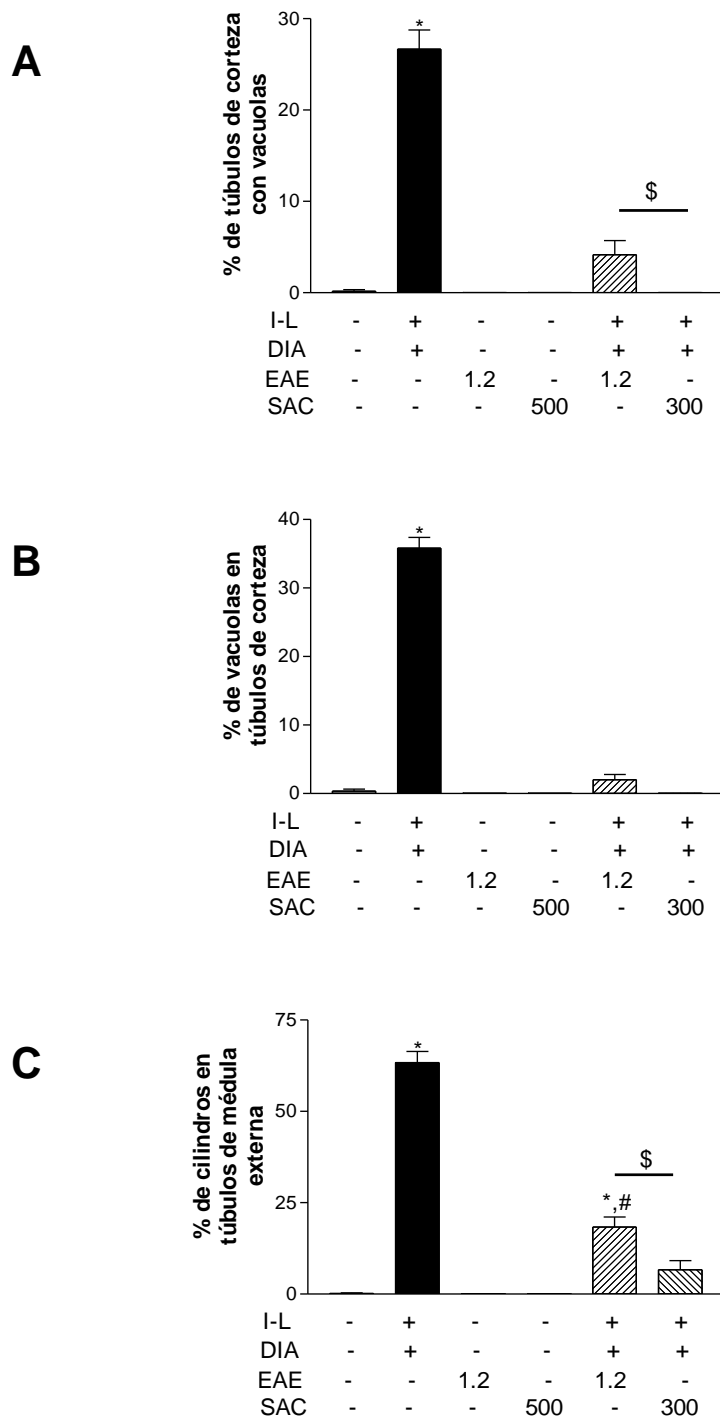 A
% de túbulos de corteza
con vacuolas
30
20
10
0
*
$
I-L - + - - + +
DIA - + - - + +
EAE - - 1.2 - 1.2 -
SAC - - - 500 - 300
B
% de vacuolas en
túbulos de corteza
40
30
20
10
0
*
I-L - + - - + +
DIA - + - - + +
EAE - - 1.2 - 1.2 -
SAC - - - 500 - 300
C
% de cilindros en
túbulos de médula
externa
75
50
25
0
*
$
*,#
I-L - + - - + +
DIA - + - - + +
EAE - - 1.2 - 1.2 -
SAC - - - 500 - 300